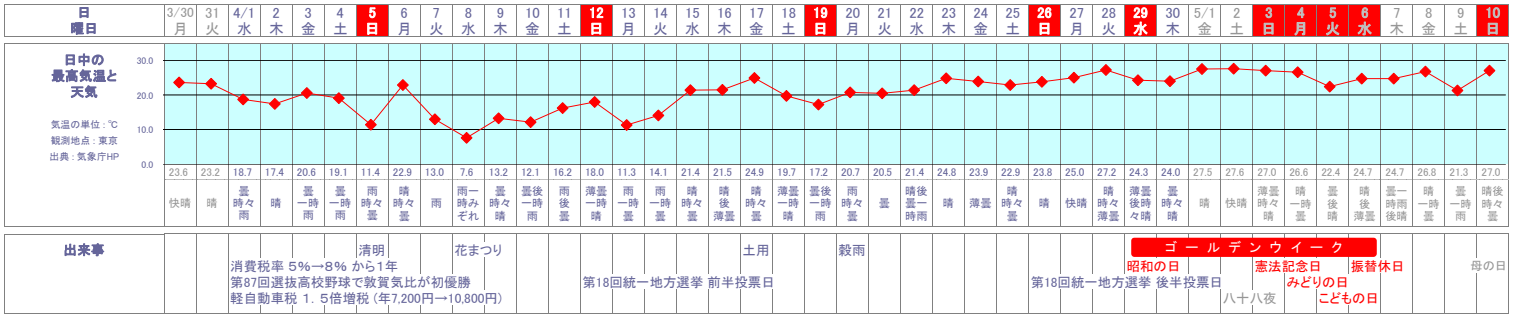 日 3/30 31 4/1 2 3 4 5 6 7 8 9 10 11 12 13 14 15 16 17 18 19 20 21 22 23 24 25 26 27 28 29 30 5/1 2 3 4 5 6 7 8 9 10
曜日 月 火 水 木 金 土 日 月 火 水 木 金 土 日 月 火 水 木 金 土 日 月 火 水 木 金 土 日 月 火 水 木 金 土 日 月 火 水 木 金 土 日
日中の
最高気温と
天気
気温の単位:℃
観測地点:東京
出典:気象庁HP
30.0
20.0
10.0
0.0
23.6 23.2 18.7 17.4 20.6 19.1 11.4 22.9 13.0 7.6 13.2 12.1 16.2 18.0 11.3 14.1 21.4 21.5 24.9 19.7 17.2 20.7 20.5 21.4 24.8 23.9 22.9 23.8 25.0 27.2 24.3 24.0 27.5 27.6 27.0 26.6 22.4 24.7 24.7 26.8 21.3 27.0
快晴
晴
曇時々雨
晴
曇一時雨
曇一時雨
雨時々曇
晴時々曇
雨
雨一時みぞれ
曇時々晴
曇後一時雨
雨後曇
薄曇一時晴
雨一時曇
雨一時曇
晴時々曇
晴後薄曇
晴時々曇
薄曇一時晴
曇後一時雨
雨時々曇
曇
晴後曇一時雨
晴
薄曇
晴時々曇
晴
快晴
晴時々薄曇
薄曇後時々晴
曇時々晴
晴
快晴
薄曇時々晴
晴一時曇
曇後晴
晴後薄曇
曇一時雨後晴
晴一時曇
曇一時雨
晴後時々曇
出来事
清明 花まつり 土用 穀雨 ゴールデンウイーク
消費税率 5%→8% から1年 昭和の日 憲法記念日 振替休日 母の日
第87回選抜高校野球で敦賀気比が初優勝 第18回統一地方選挙 前半投票日 第18回統一地方選挙 後半投票日 みどりの日
軽自動車税 1.5倍増税 (年7,200円→10,800円) 八十八夜 こどもの日